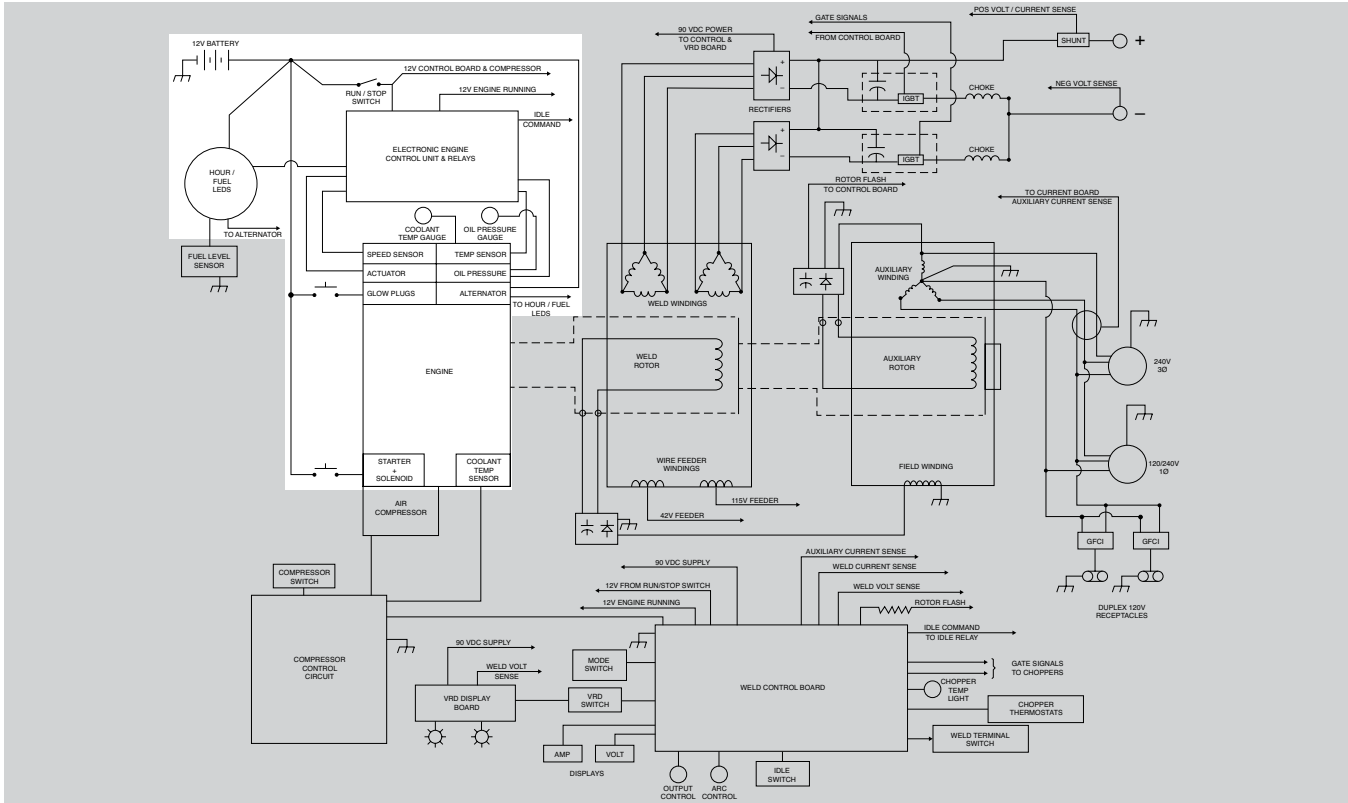 12V BATTERY
12V CONTROL BOARD & COMPRESSOR
RUN / STOP
SWITCH
12V ENGINE RUNNING
IDLE
COMMAND
ELECTRONIC ENGINE
CONTROL UNIT & RELAYS
HOUR /
FUEL
LEDS
TO ALTERNATOR
FUEL LEVEL
SENSOR
COOLANT
TEMP GAUGE
OIL PRESSURE
GAUGE
SPEED SENSOR
TEMP SENSOR
ACTUATOR
OIL PRESSURE
GLOW PLUGS
ALTERNATOR
TO HOUR / FUEL
LEDS
ENGINE
STARTER
+
SOLENOID
COOLANT
TEMP
SENSOR
AIR
COMPRESSOR
90 VDC POWER
TO CONTROL &
VRD BOARD
GATE SIGNALS
FROM CONTROL BOARD
POS VOLT / CURRENT SENSE
SHUNT
+
+
−
RECTIFIERS
IGBT
CHOKE
NEG VOLT SENSE
−
+
−
IGBT
CHOKE
ROTOR FLASH
TO CONTROL BOARD
TO CURRENT BOARD
AUXILIARY CURRENT SENSE
WELD WINDINGS
AUXILIARY
WINDING
WELD
ROTOR
AUXILIARY
ROTOR
240V
3Ø
WIRE FEEDER
WINDINGS
FIELD WINDING
120/240V
1Ø
115V FEEDER
42V FEEDER
GFCI
GFCI
DUPLEX 120V
RECEPTACLES
COMPRESSOR
SWITCH
COMPRESSOR
CONTROL
CIRCUIT
90 VDC SUPPLY
12V FROM RUN/STOP SWITCH
12V ENGINE RUNNING
AUXILIARY CURRENT SENSE
WELD CURRENT SENSE
WELD VOLT SENSE
ROTOR FLASH
IDLE COMMAND
TO IDLE RELAY
90 VDC SUPPLY
WELD VOLT
SENSE
MODE
SWITCH
VRD DISPLAY
BOARD
VRD
SWITCH
WELD CONTROL BOARD
GATE SIGNALS
TO CHOPPERS
CHOPPER
TEMP
LIGHT
CHOPPER
THERMOSTATS
WELD TERMINAL
SWITCH
AMP
VOLT
DISPLAYS
OUTPUT
CONTROL
ARC
CONTROL
IDLE
SWITCH